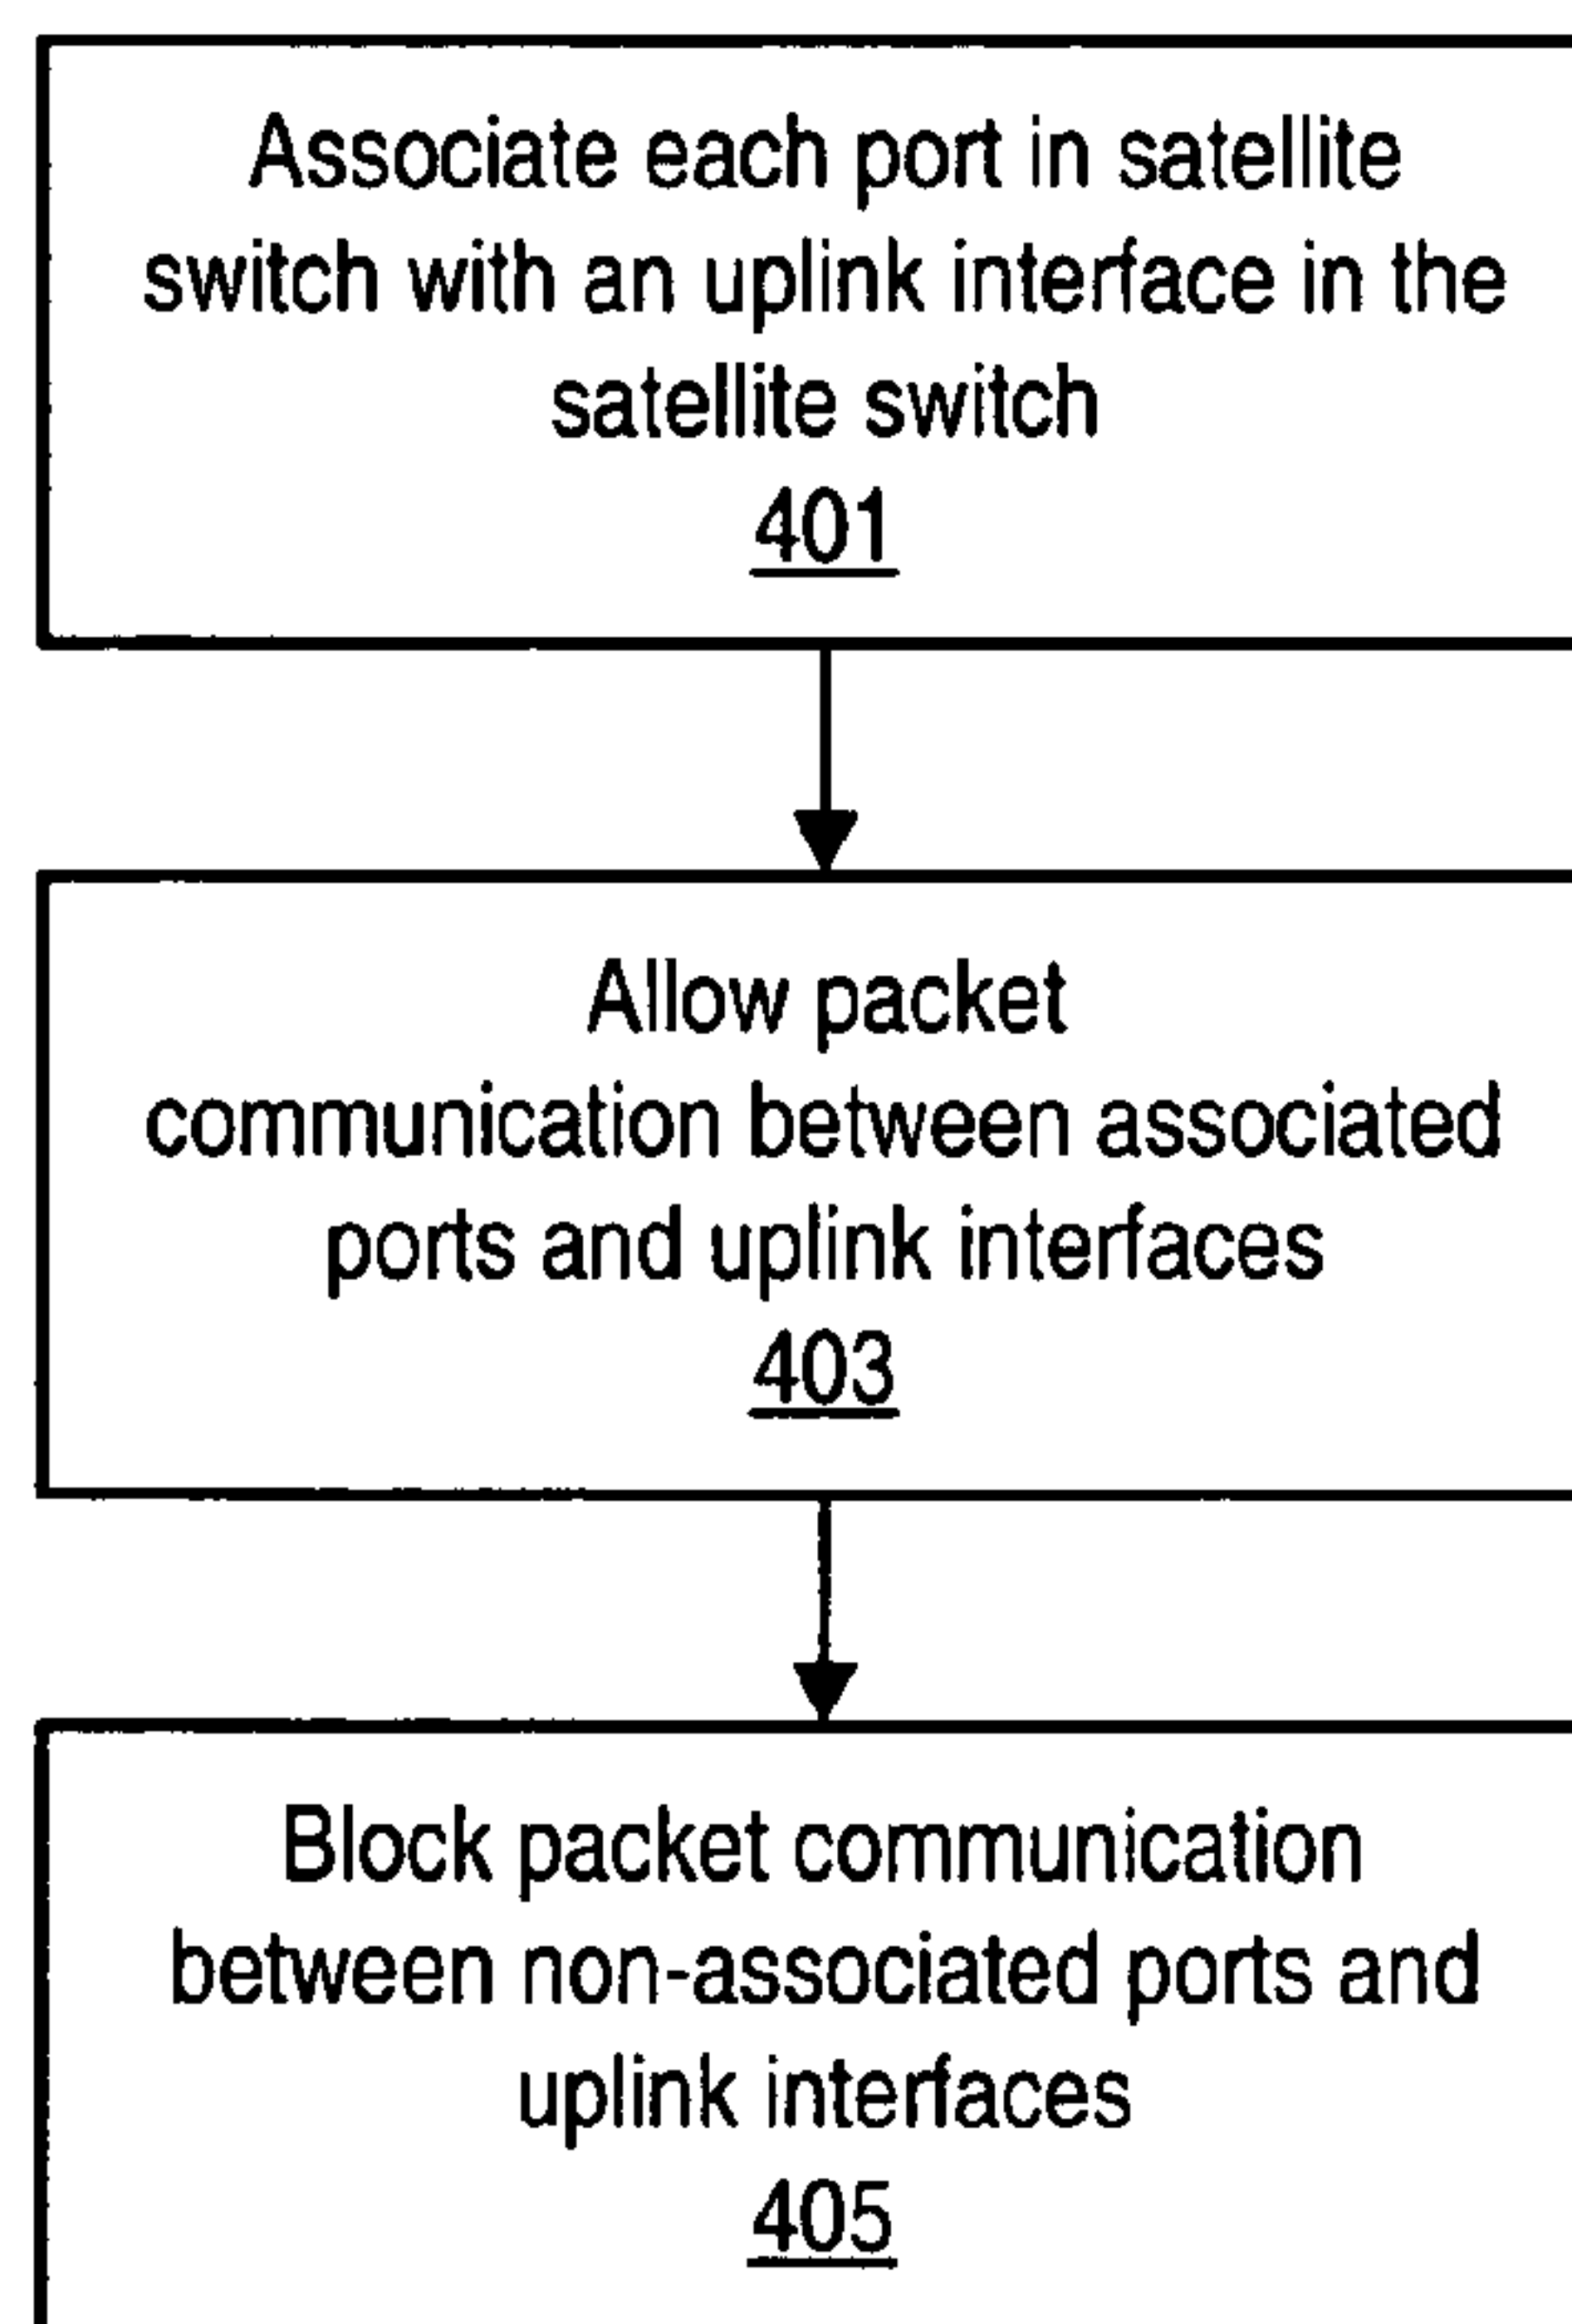 Associate each port in satellite
switch with an uplink interface in the
satellite switch
401
Allow packet
communication between associated
ports and uplink interfaces
403
Block packet communication
between non-associated ports and
uplink interfaces
405